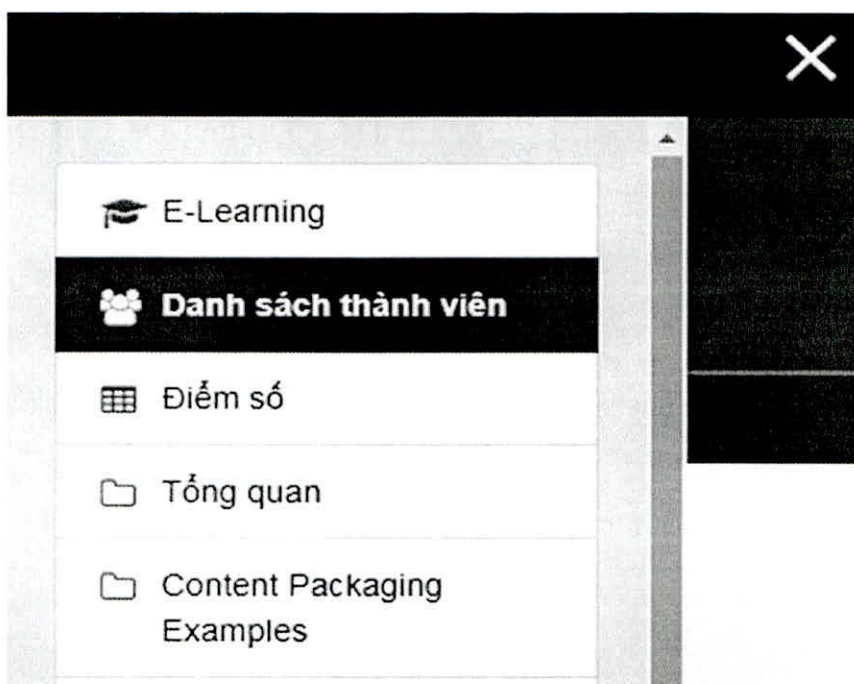 E-Learning
Danh sách thành viên
Điểm số
Tổng quan
Content Packaging
Examples